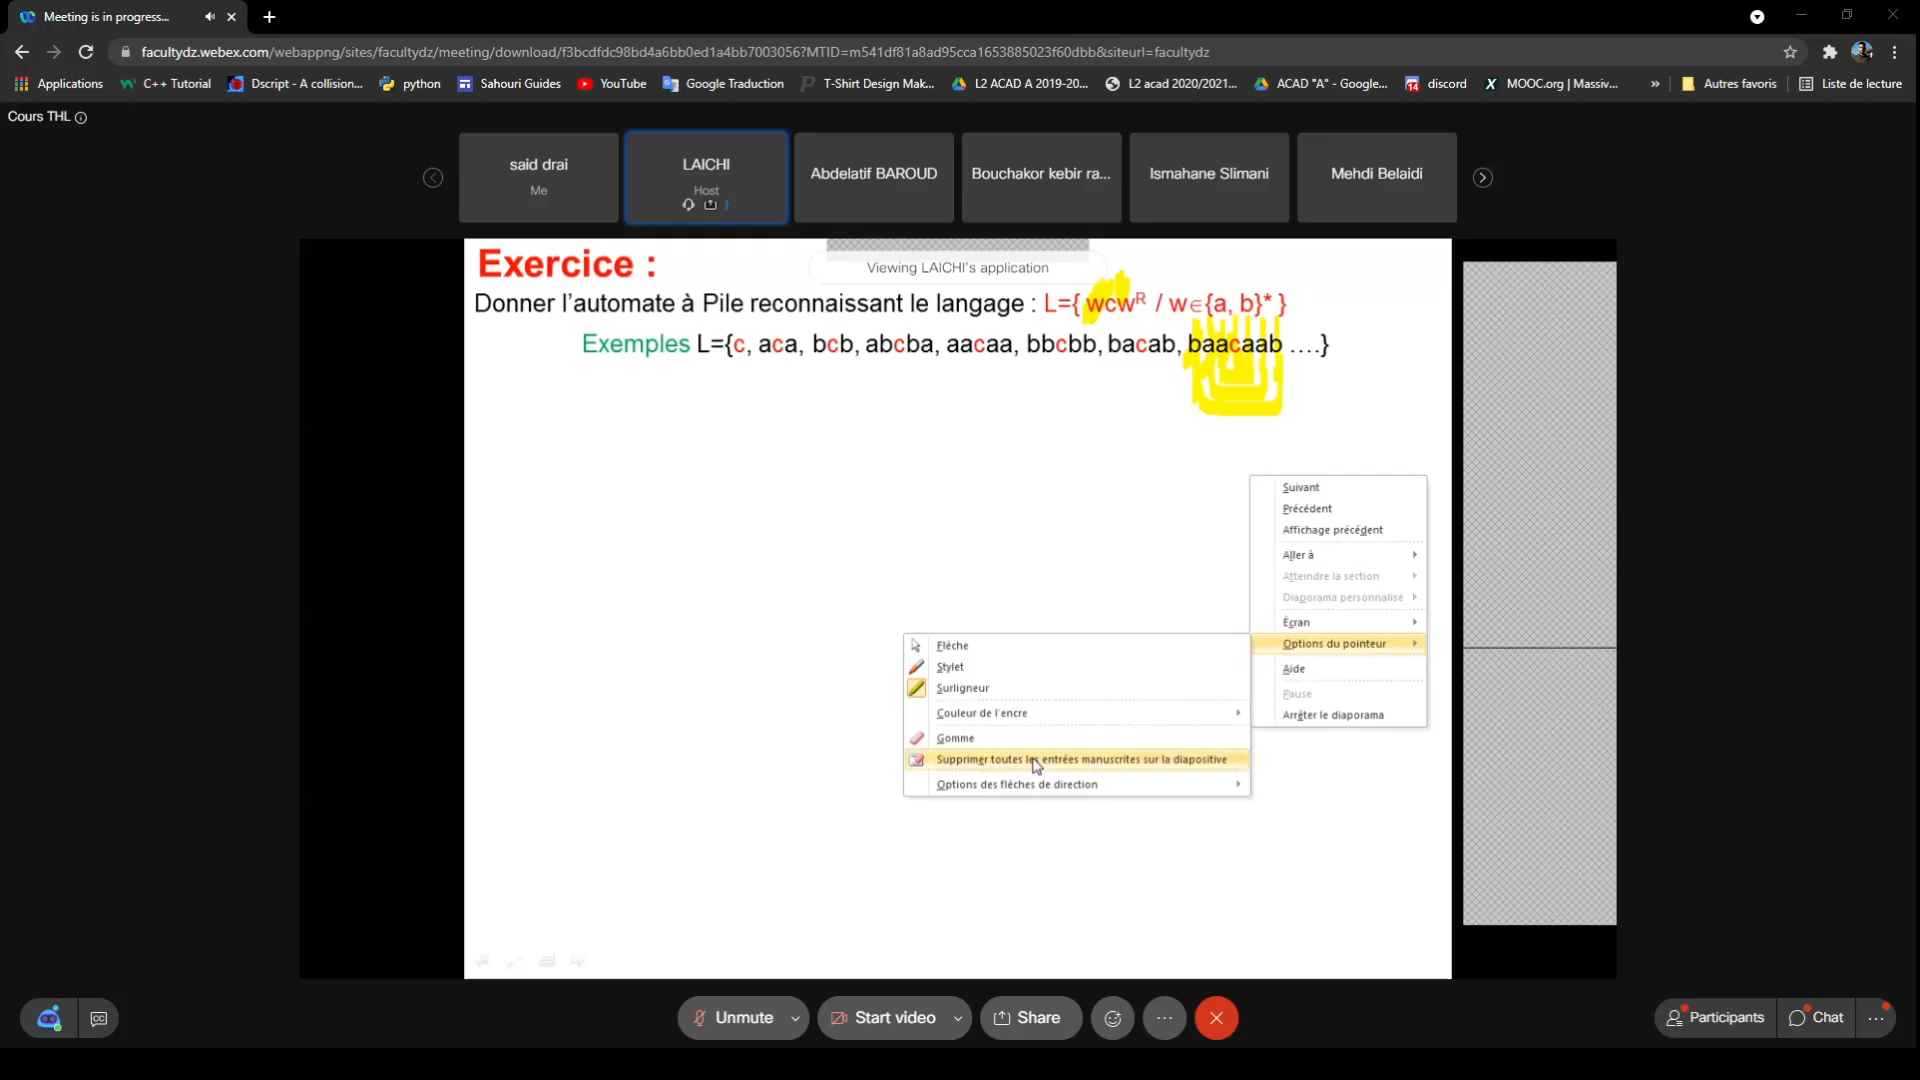 Meeting is in progress...
facultydz.webex.com/webappng/sites/facultydz/meeting/download/f3bcdfdc98bd4a6bb0ed1a4bb7003056?MTID=m541df81a8ad95cca1653885023f60dbb&siteurl=facultydz
Applications C++ Tutorial Dscript - A collision... python Sahouri Guides YouTube Google Traduction T-Shirt Design Mak... L2 ACAD A 2019-20... L2 acad 2020/2021... ACAD "A" - Google... 14 discord MOOC.org | Massiv... » Autres favoris Liste de lecture
Cours THL
said drai
Me
LAICHI
Host
Abdelatif BAROUD
Bouchakor kebir ra...
Ismahane Slimani
Mehdi Belaidi
Exercice :
Viewing LAICHI's application
Donner l'automate à Pile reconnaissant le langage : L={ wcwᴿ / w∈{a, b}* }
Exemples L={c, aca, bcb, abcba, aacaa, bbcbb, bacab, baacaab ....}
Suivant
Précédent
Affichage précédent
Aller à
Atteindre la section
Diaporama personnalisé
Écran
Options du pointeur
Aide
Pause
Arrêter le diaporama
Flèche
Stylet
Surligneur
Couleur de l'encre
Gomme
Supprimer toutes les entrées manuscrites sur la diapositive
Options des flèches de direction
CC
Unmute
Start video
Share
Participants
Chat